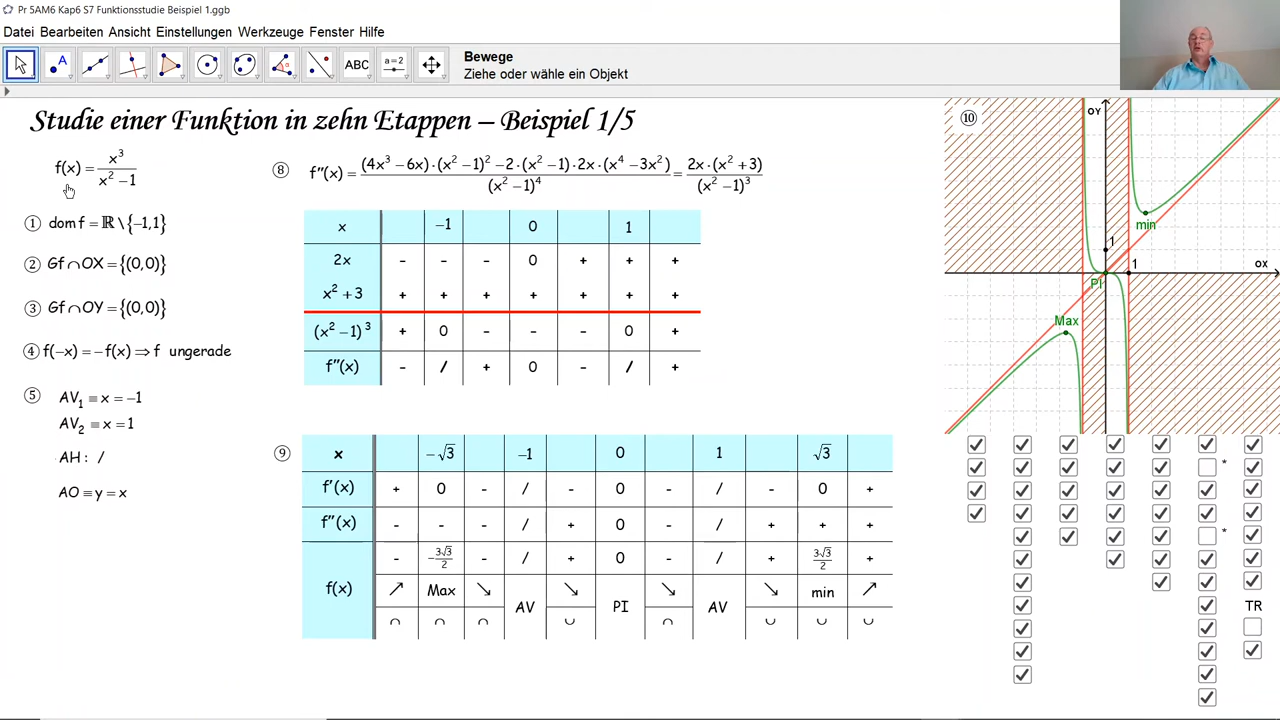 Pr 5AM6 Kap6 S7 Funktionsstudie Beispiel 1.ggb
Datei Bearbeiten Ansicht Einstellungen Werkzeuge Fenster Hilfe
A
ABC
a=2
Bewege
Ziehe oder wähle ein Objekt
Studie einer Funktion in zehn Etappen – Beispiel 1/5
f(x) = x³ / (x² − 1)
① dom f = ℝ \ {−1,1}
② Gf ∩ OX = {(0,0)}
③ Gf ∩ OY = {(0,0)}
④ f(−x) = −f(x) ⇒ f ungerade
⑤ AV₁ ≡ x = −1
AV₂ ≡ x = 1
AH : /
AO ≡ y = x
⑧ f''(x) = (4x³ − 6x)·(x² − 1)² − 2·(x² − 1)·2x·(x⁴ − 3x²) / (x² − 1)⁴ = 2x·(x² + 3) / (x² − 1)³
x −1 0 1
2x - - - 0 + + +
x² + 3 + + + + + + +
(x² − 1)³ + 0 - - - 0 +
f''(x) - / + 0 - / +
⑨ x −√3 −1 0 1 √3
f'(x) + 0 - / - 0 - / - 0 +
f''(x) - - - / + 0 - / + + +
f(x) - −3√3/2 - / + 0 - / + 3√3/2 +
↗ Max ↘ AV ↘ PI ↘ AV ↘ min ↗
∩ ∩ ∩ ∪ ∩ ∪ ∪ ∪
⑩
OY
min
1
1
OX
PI
Max
*
*
TR